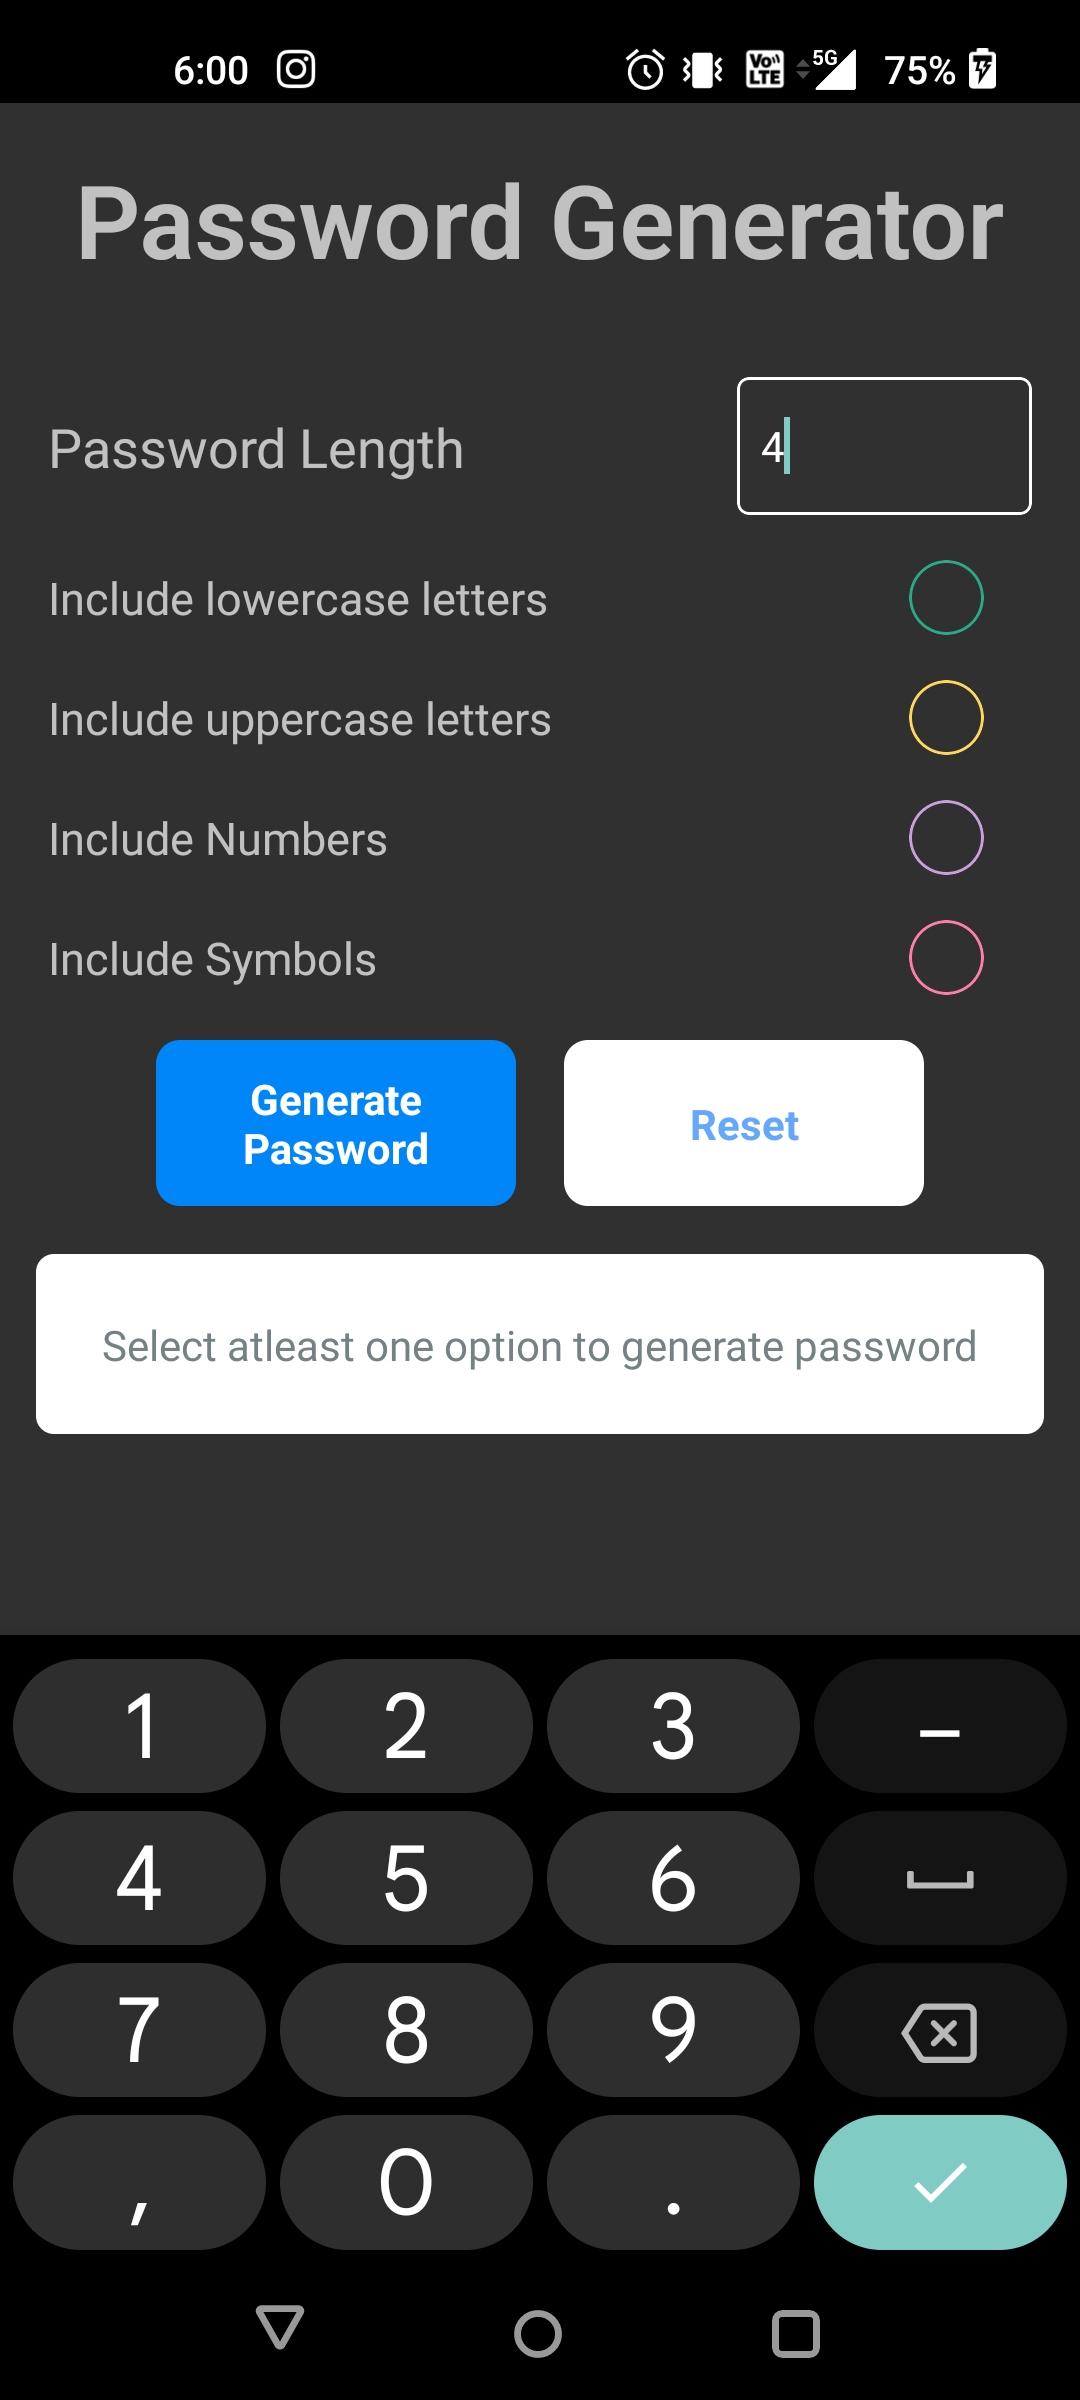 6:00 VoLTE 5G 75%
Password Generator
Password Length 4
Include lowercase letters
Include uppercase letters
Include Numbers
Include Symbols
Generate
Password
Reset
Select atleast one option to generate password
1 2 3 –
4 5 6
7 8 9
, 0 .